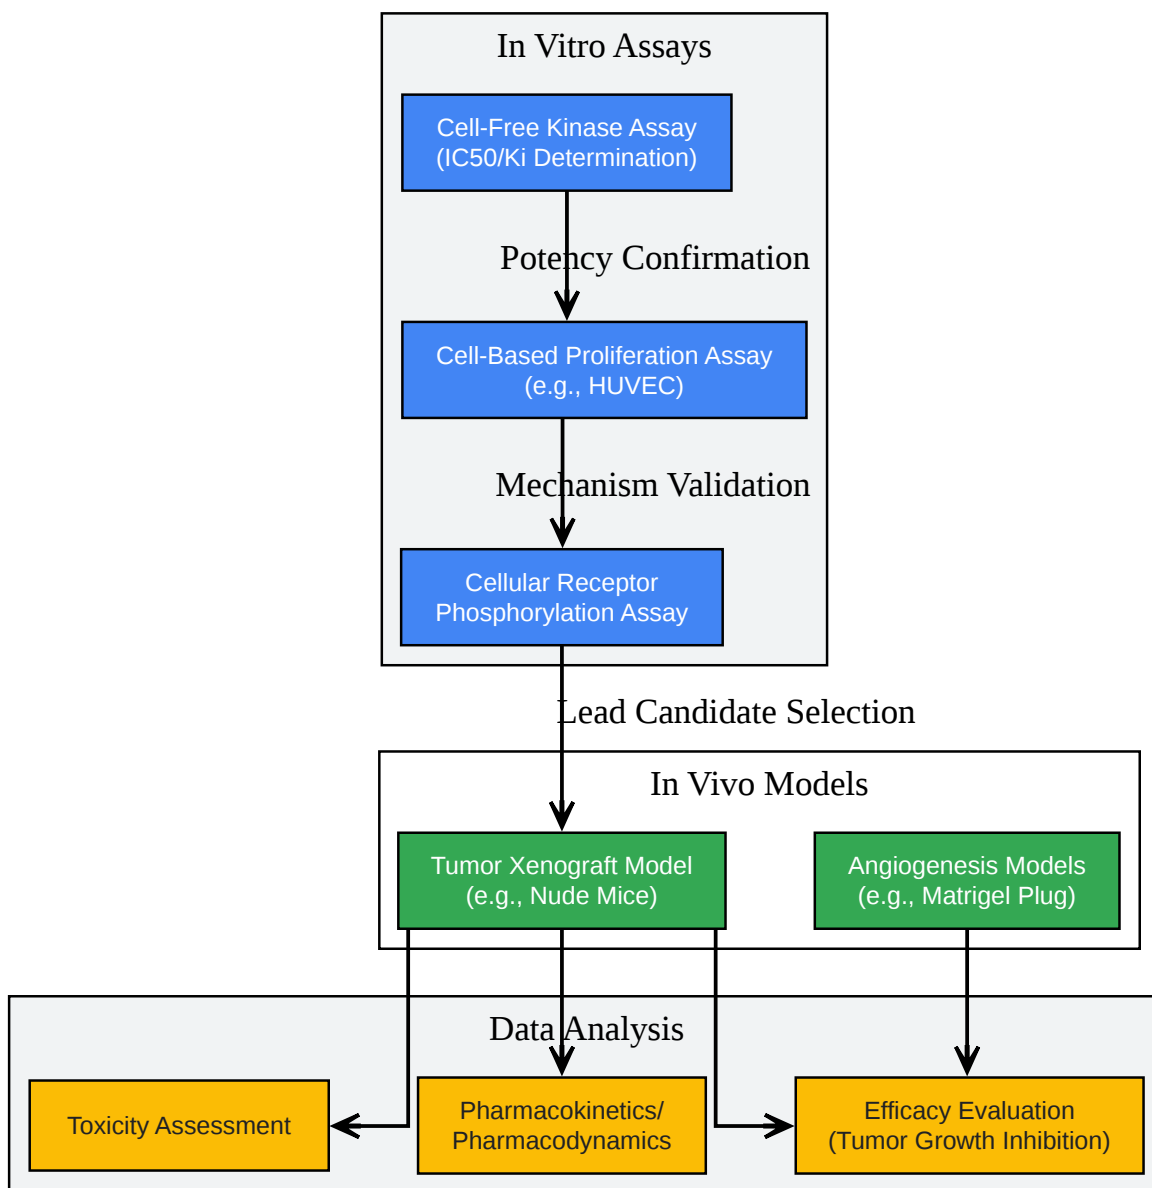 In Vitro Assays
Cell-Free Kinase Assay
(IC50/Ki Determination)
Potency Confirmation
Cell-Based Proliferation Assay
(e.g., HUVEC)
Mechanism Validation
Cellular Receptor
Phosphorylation Assay
Lead Candidate Selection
In Vivo Models
Tumor Xenograft Model
(e.g., Nude Mice)
Angiogenesis Models
(e.g., Matrigel Plug)
Data Analysis
Toxicity Assessment
Pharmacokinetics/
Pharmacodynamics
Efficacy Evaluation
(Tumor Growth Inhibition)